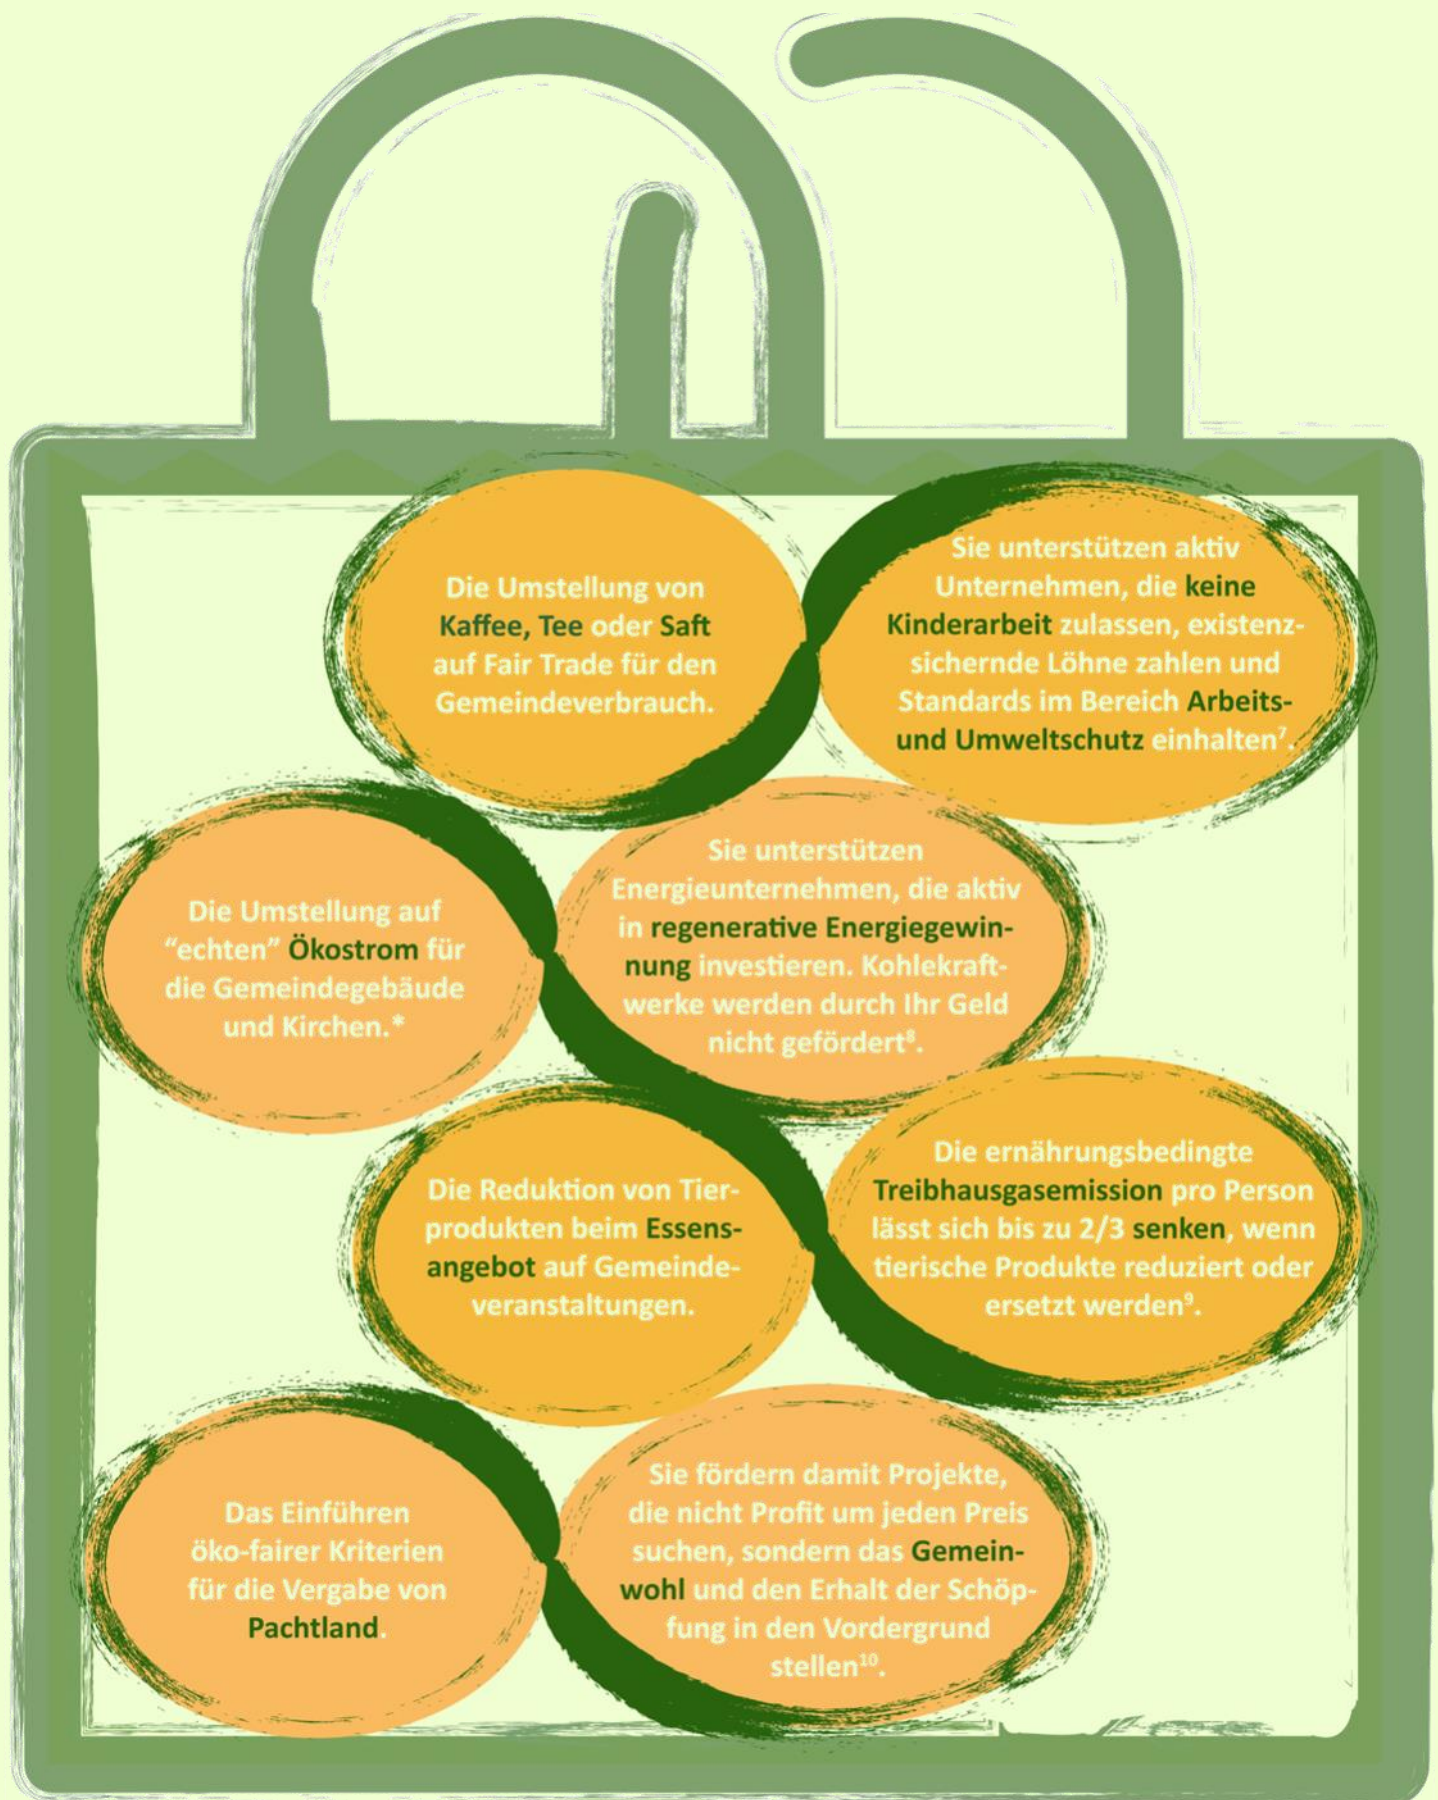 Die Umstellung von
Kaffee, Tee oder Saft
auf Fair Trade für den
Gemeindeverbrauch.
Sie unterstützen aktiv
Unternehmen, die keine
Kinderarbeit zulassen, existenz-
sichernde Löhne zahlen und
Standards im Bereich Arbeits-
und Umweltschutz einhalten⁷.
Die Umstellung auf
“echten” Ökostrom für
die Gemeindegebäude
und Kirchen.*
Sie unterstützen
Energieunternehmen, die aktiv
in regenerative Energiegewin-
nung investieren. Kohlekraft-
werke werden durch Ihr Geld
nicht gefördert⁸.
Die Reduktion von Tier-
produkten beim Essens-
angebot auf Gemeinde-
veranstaltungen.
Die ernährungsbedingte
Treibhausgasemission pro Person
lässt sich bis zu 2/3 senken, wenn
tierische Produkte reduziert oder
ersetzt werden⁹.
Das Einführen
öko-fairer Kriterien
für die Vergabe von
Pachtland.
Sie fördern damit Projekte,
die nicht Profit um jeden Preis
suchen, sondern das Gemein-
wohl und den Erhalt der Schöp-
fung in den Vordergrund
stellen¹⁰.